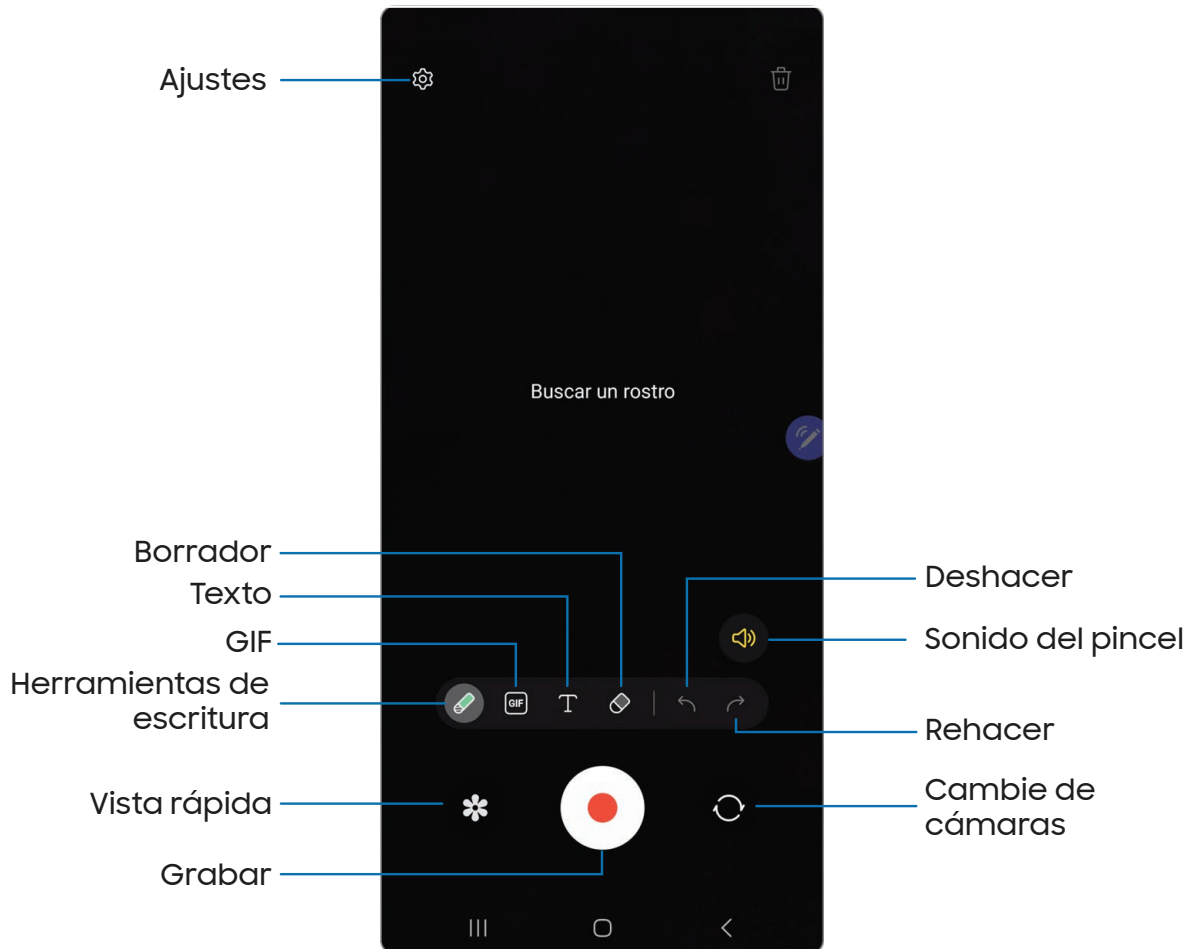 Ajustes
Buscar un rostro
Borrador
Texto
GIF
Herramientas de
escritura
Vista rápida
Grabar
GIF
Deshacer
Sonido del pincel
Rehacer
Cambie de
cámaras